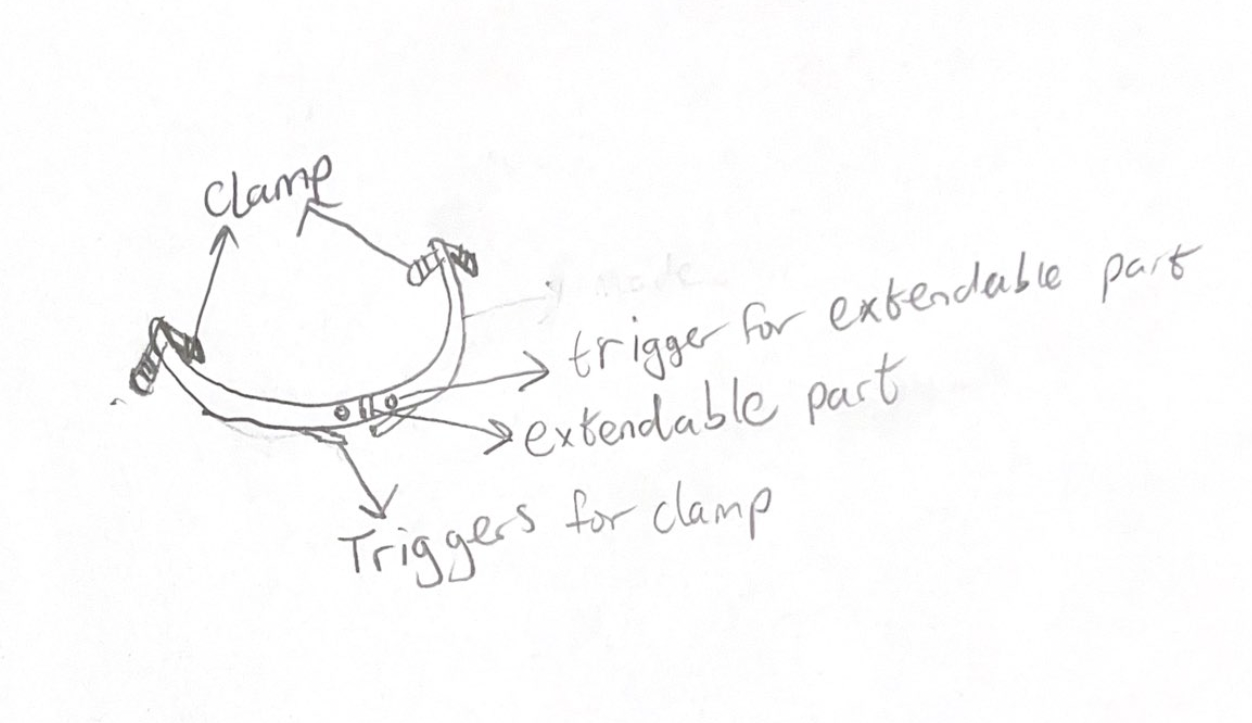 Clamp
trigger for extendable part
extendable part
Triggers for clamp